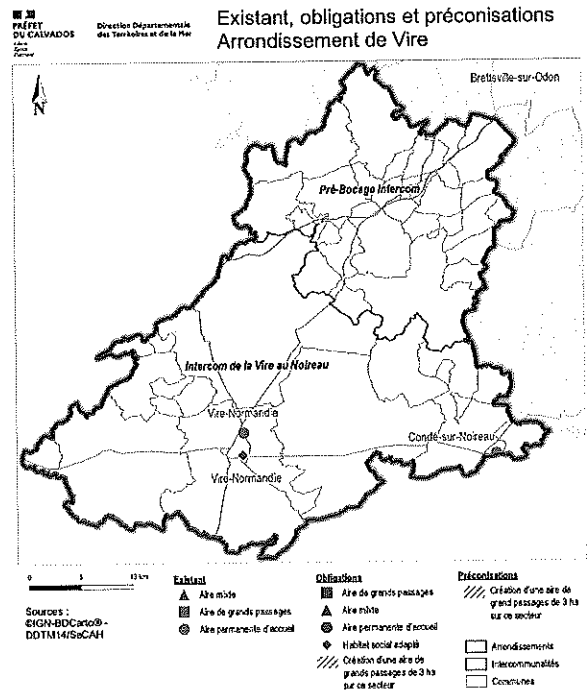 PRÉFET
DU CALVADOS
Direction Départementale
des Territoires et de la Mer
Existant, obligations et préconisations
Arrondissement de Vire
N
Bretteville-sur-Odon
Pré-Bocage Intercom
Intercom de la Vire au Noireau
Vire-Normandie
Condé-sur-Noireau
Vire-Normandie
0 5 10 km
Sources :
©IGN-BDCarto®-
DDTM14/SeCAH
Existant
Aire mixte
Aire de grands passages
Aire permanente d'accueil
Obligations
Aire de grands passages
Aire mixte
Aire permanente d'accueil
Habitat social adapté
Création d'une aire de
grands passages de 3 ha
sur ce secteur
Préconisations
Création d'une aire de
grand passages de 3 ha
sur ce secteur
Arrondissements
Intercommunalités
Communes